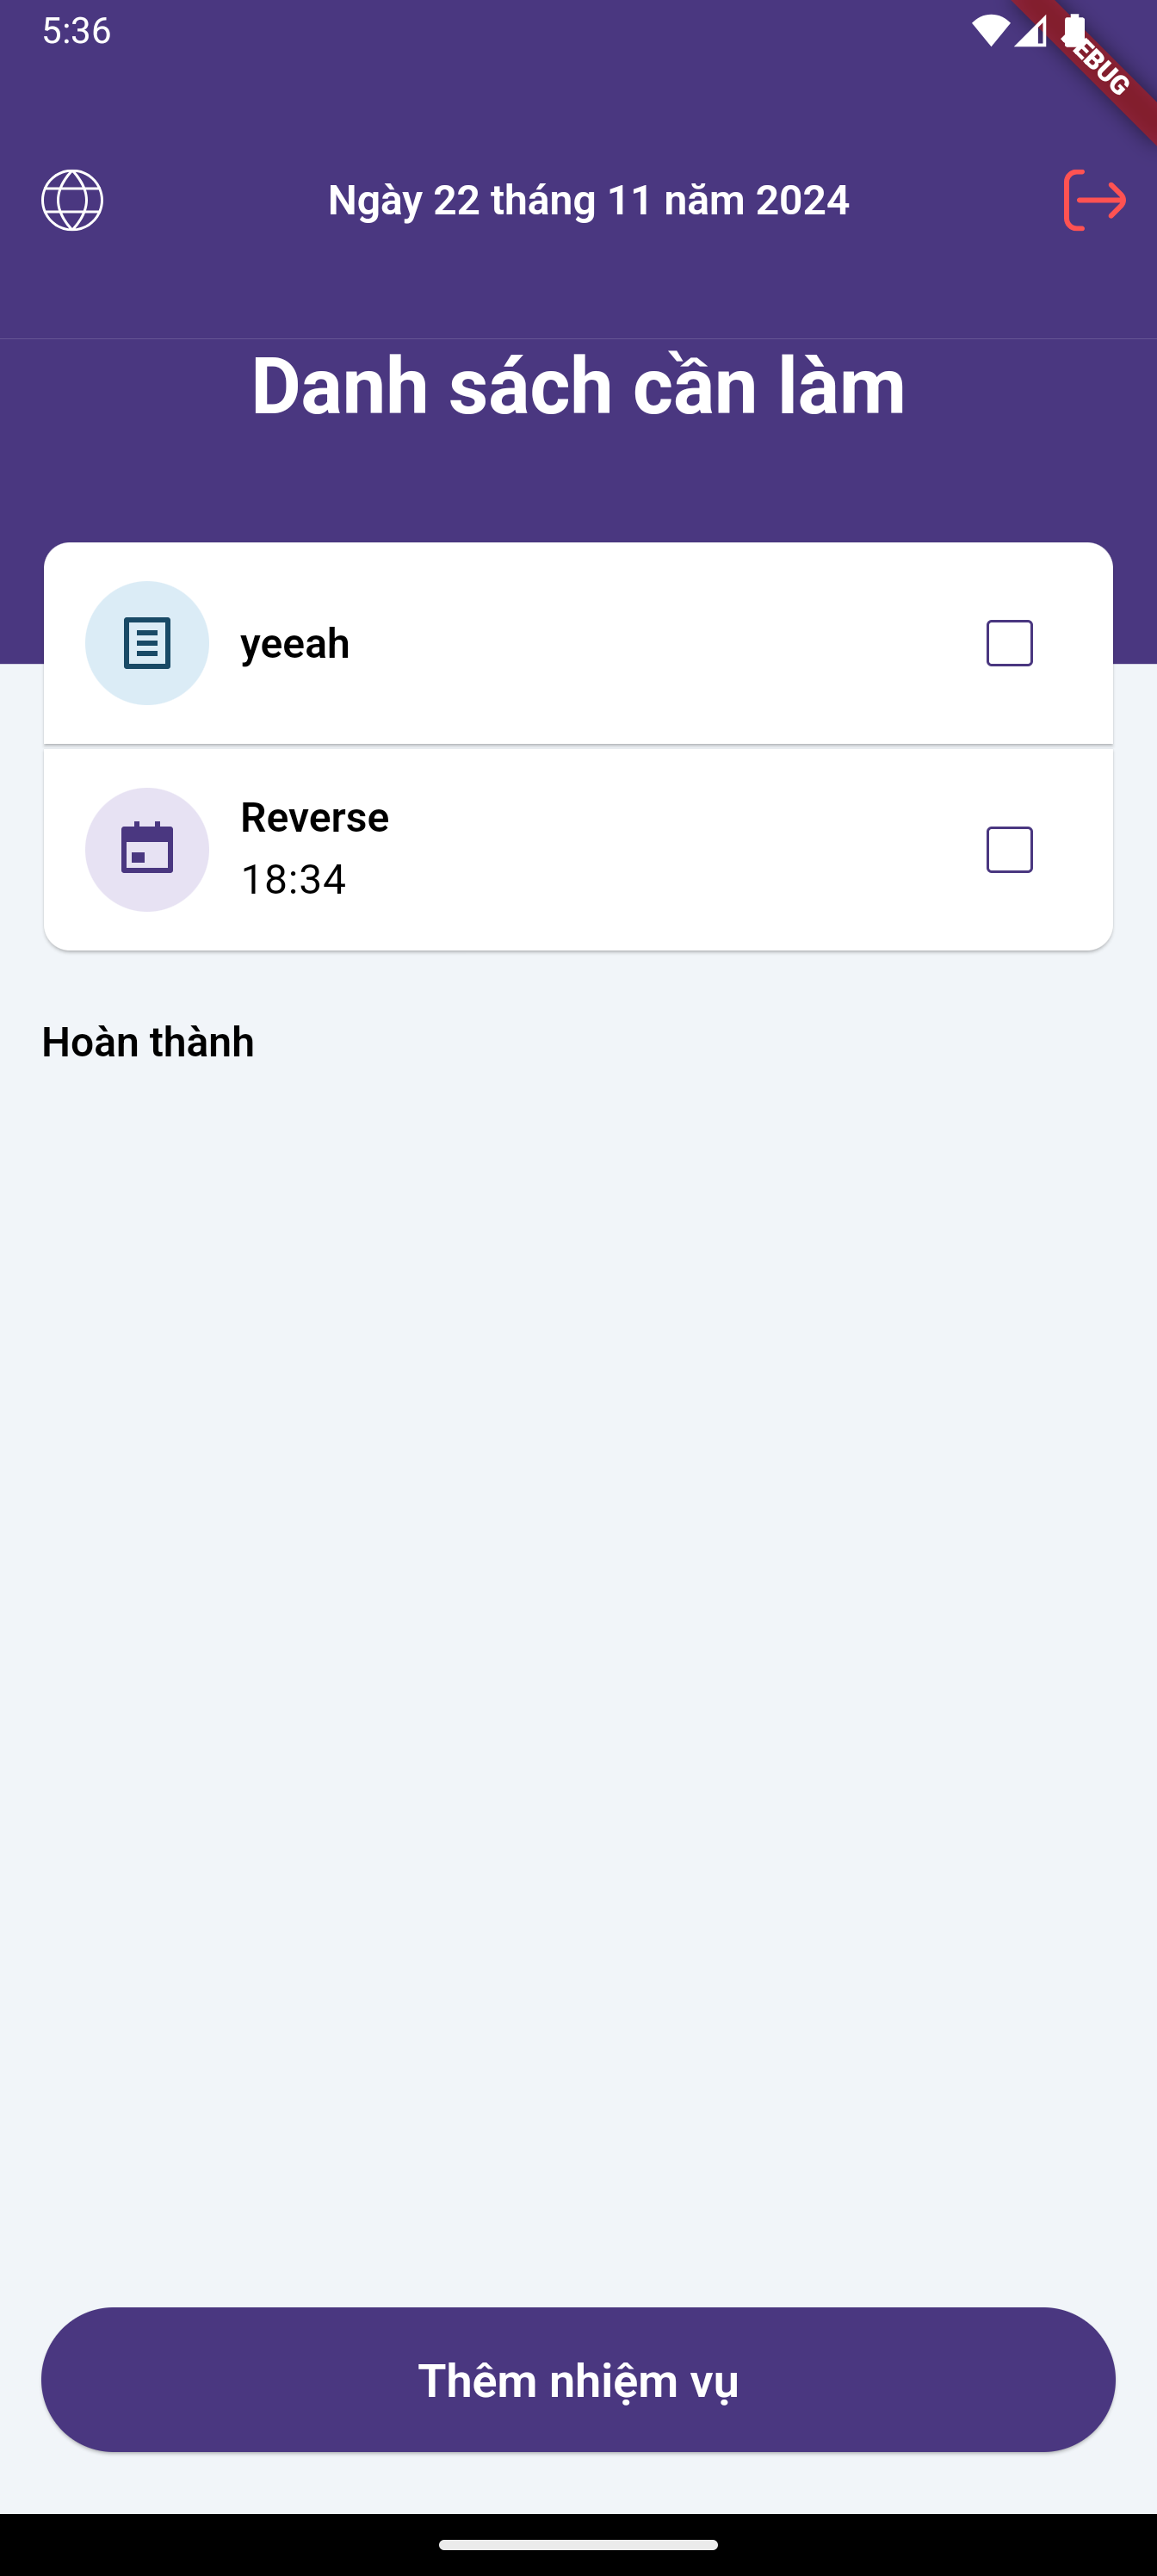 5:36
EBUG
Ngày 22 tháng 11 năm 2024
Danh sách cần làm
yeeah
Reverse
18:34
Hoàn thành
Thêm nhiệm vụ